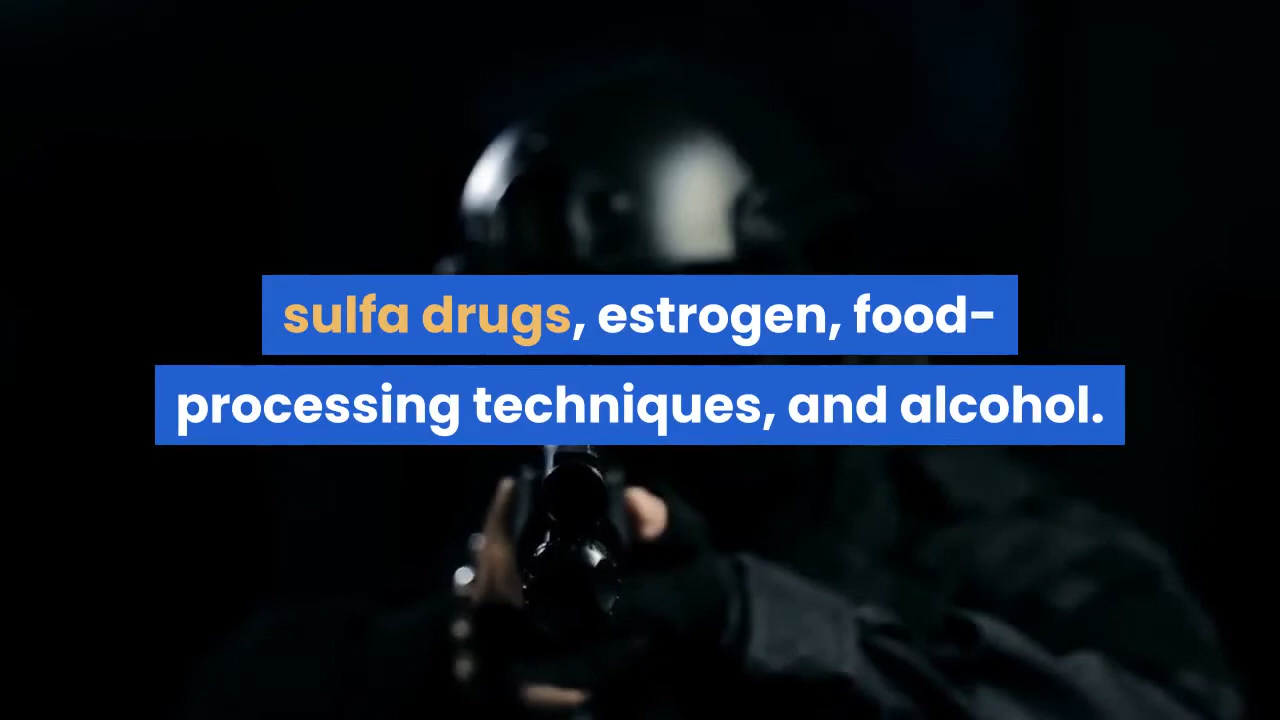 sulfa drugs, estrogen, food-
processing techniques, and alcohol.